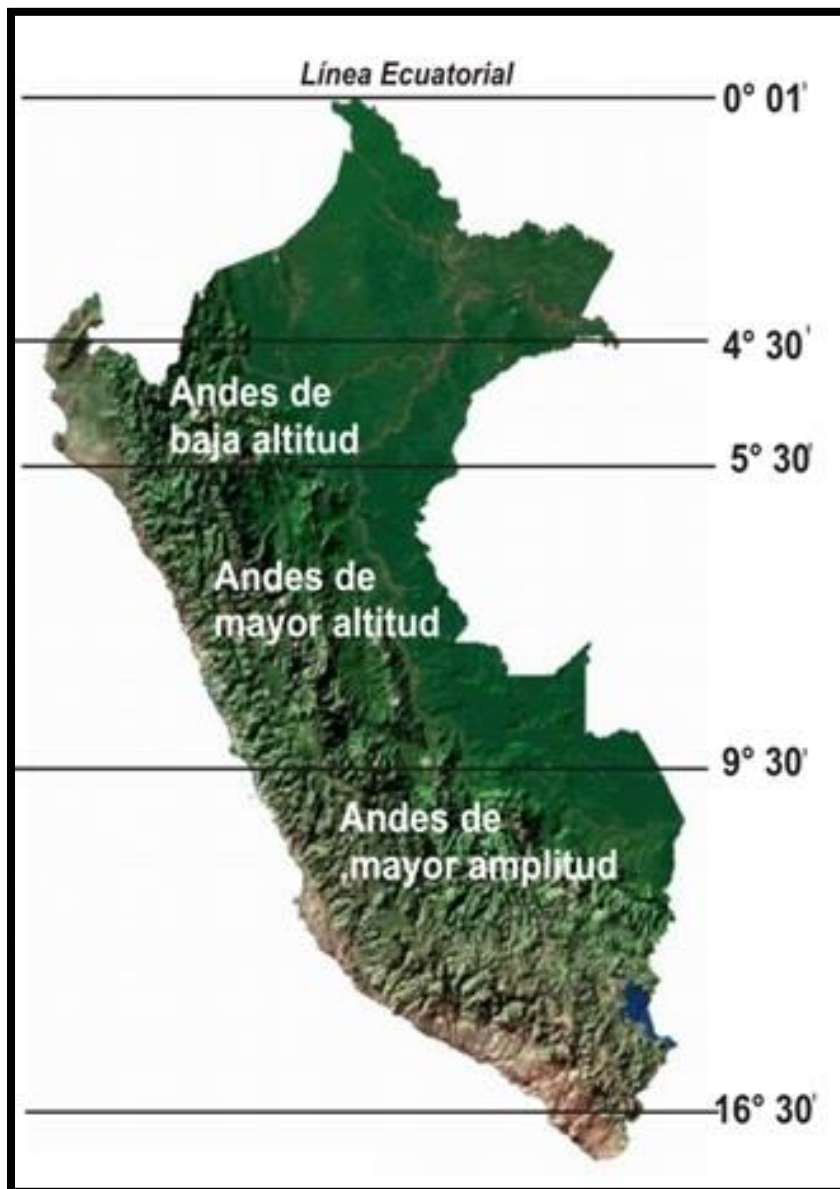 Línea Ecuatorial
0° 01'
4° 30'
Andes de
baja altitud
5° 30'
Andes de
mayor altitud
9° 30'
Andes de
,mayor amplitud
16° 30'